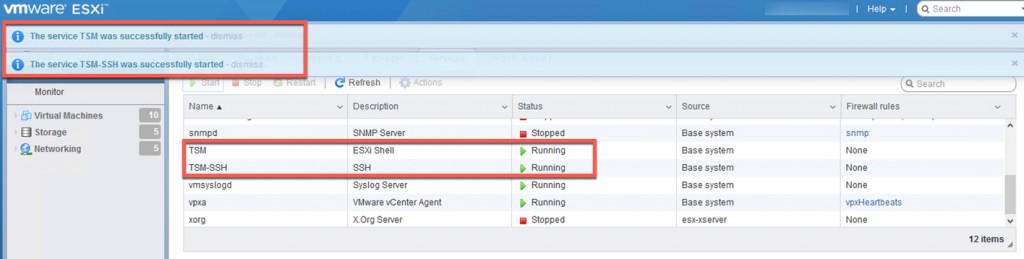 vmware ESXi™
Help
Search
The service TSM was successfully started - dismiss
The service TSM-SSH was successfully started - dismiss
Start
Stop
Restart
Refresh
Actions
Search
Monitor
Virtual Machines 10
Storage 5
Networking 5
Name Description Status Source Firewall rules
snmpd SNMP Server Stopped Base system snmp
TSM ESXi Shell Running Base system None
TSM-SSH SSH Running Base system None
vmsyslogd Syslog Server Running Base system None
vpxa VMware vCenter Agent Running Base system vpxHeartbeats
xorg X.Org Server Stopped esx-xserver None
12 items